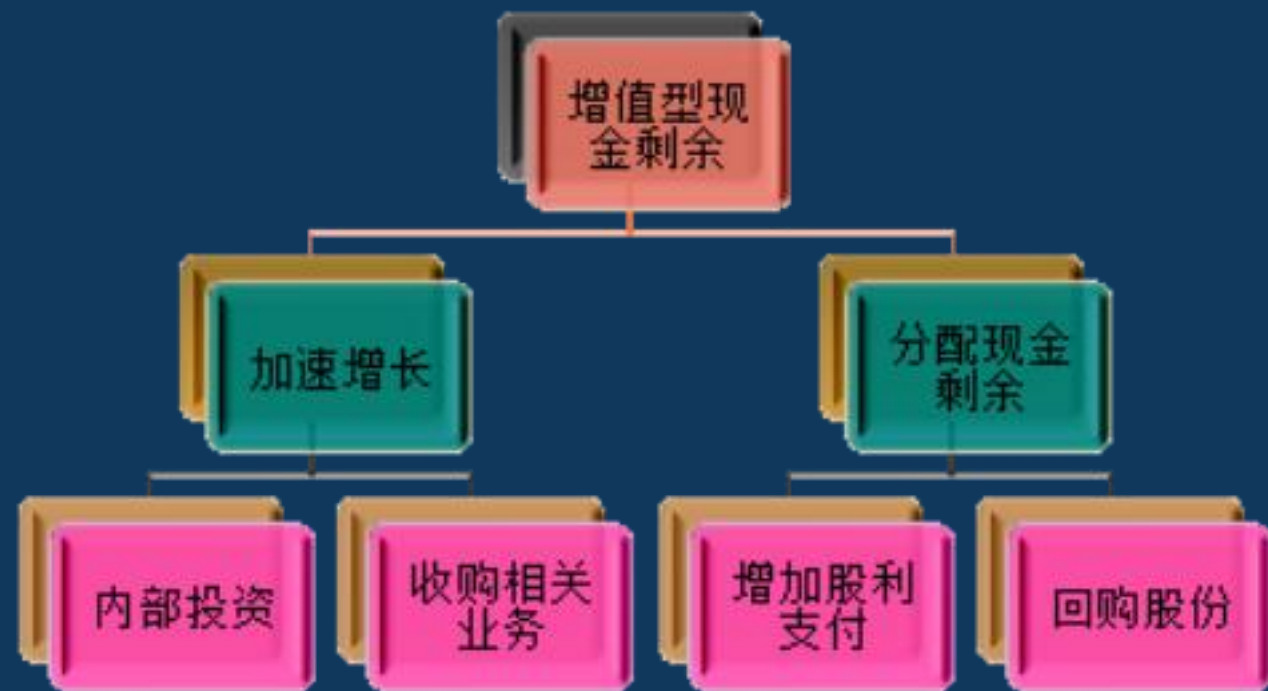 增值型现
金剩余
加速增长
分配现金
剩余
内部投资
收购相关
业务
增加股利
支付
回购股份